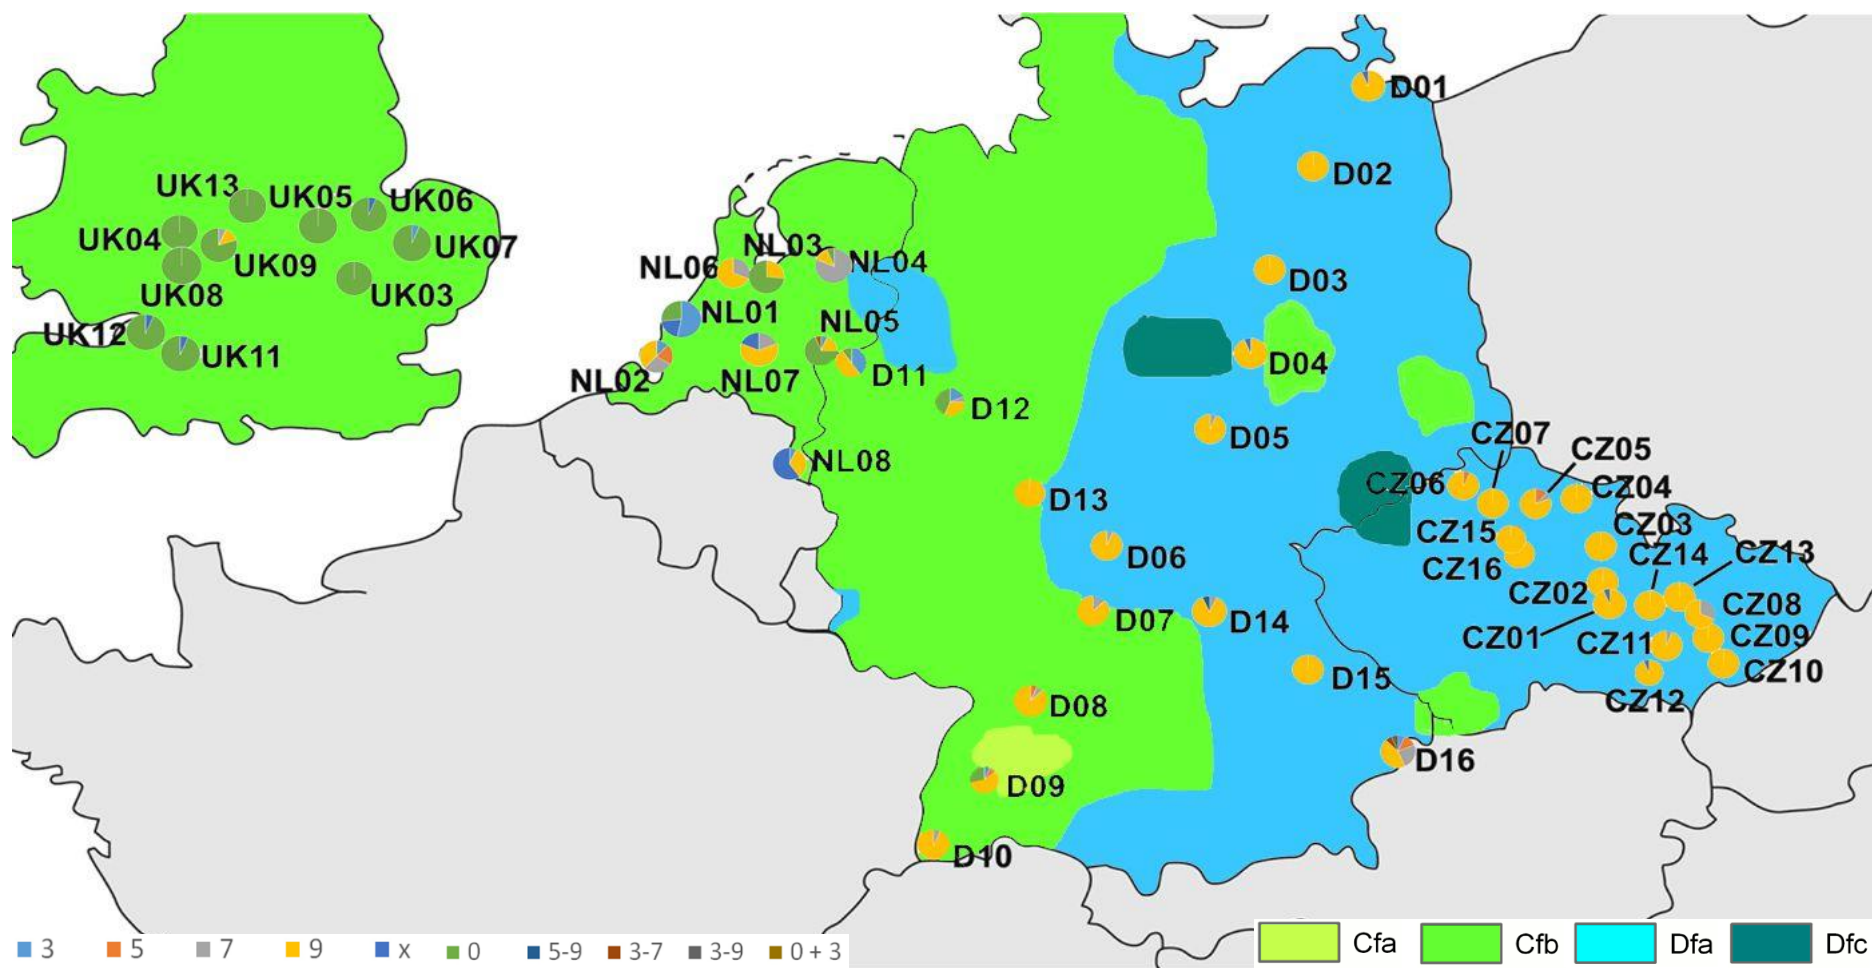 D01
D02
UK13
UK05
UK06
UK04
UK09
UK07
UK08
UK03
UK12
UK11
NL03
NL04
NL06
D03
NL01
NL05
D04
NL02
NL07
D11
D12
D05
CZ07
CZ05
NL08
CZ06
CZ04
D13
CZ15
CZ03
CZ16
CZ14
CZ13
D06
CZ02
CZ08
D07
D14
CZ01
CZ11
CZ09
D15
CZ10
CZ12
D08
D16
D09
D10
3 5 7 9 x 0 5-9 3-7 3-9 0 + 3
Cfa Cfb Dfa Dfc